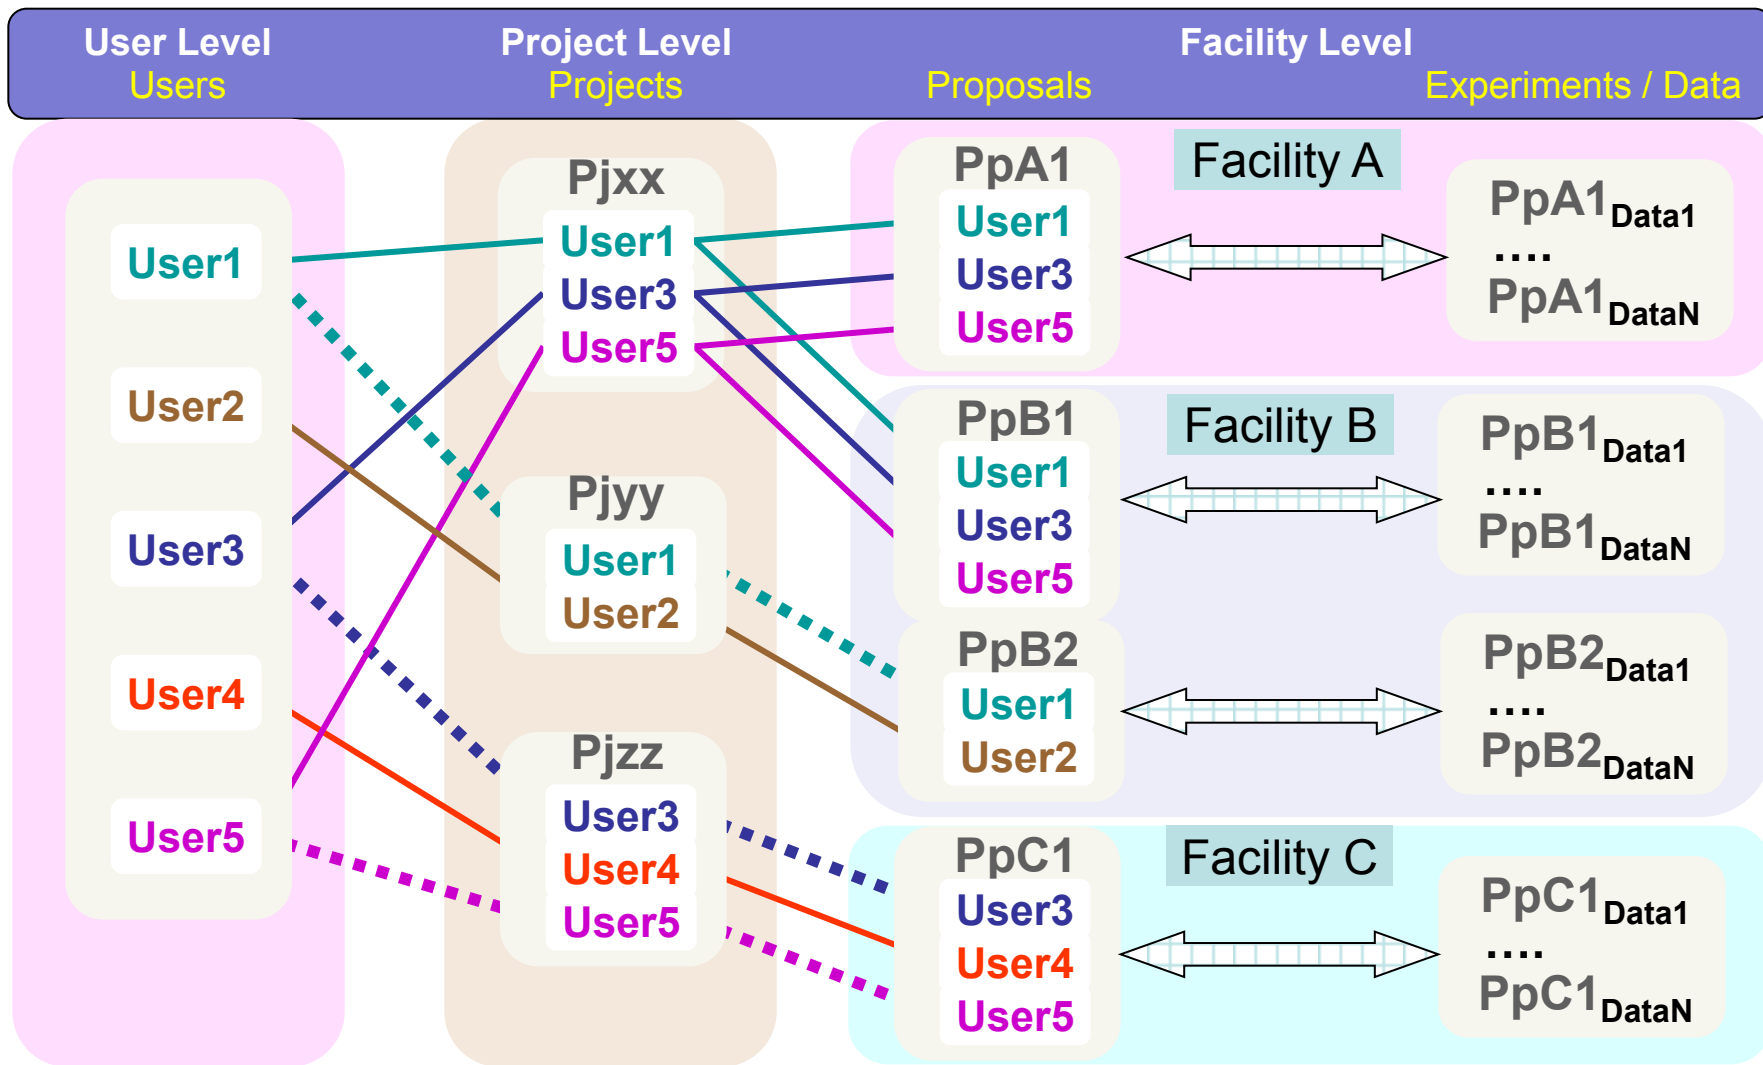 User Level
Users
Project Level
Projects
Facility Level
Proposals
Experiments / Data
User1
User2
User3
User4
User5
Pjxx
User1
User3
User5
Pjyy
User1
User2
Pjzz
User3
User4
User5
Facility A
PpA1
User1
User3
User5
PpA1Data1
....
PpA1DataN
Facility B
PpB1
User1
User3
User5
PpB1Data1
....
PpB1DataN
PpB2
User1
User2
PpB2Data1
....
PpB2DataN
Facility C
PpC1
User3
User4
User5
PpC1Data1
....
PpC1DataN